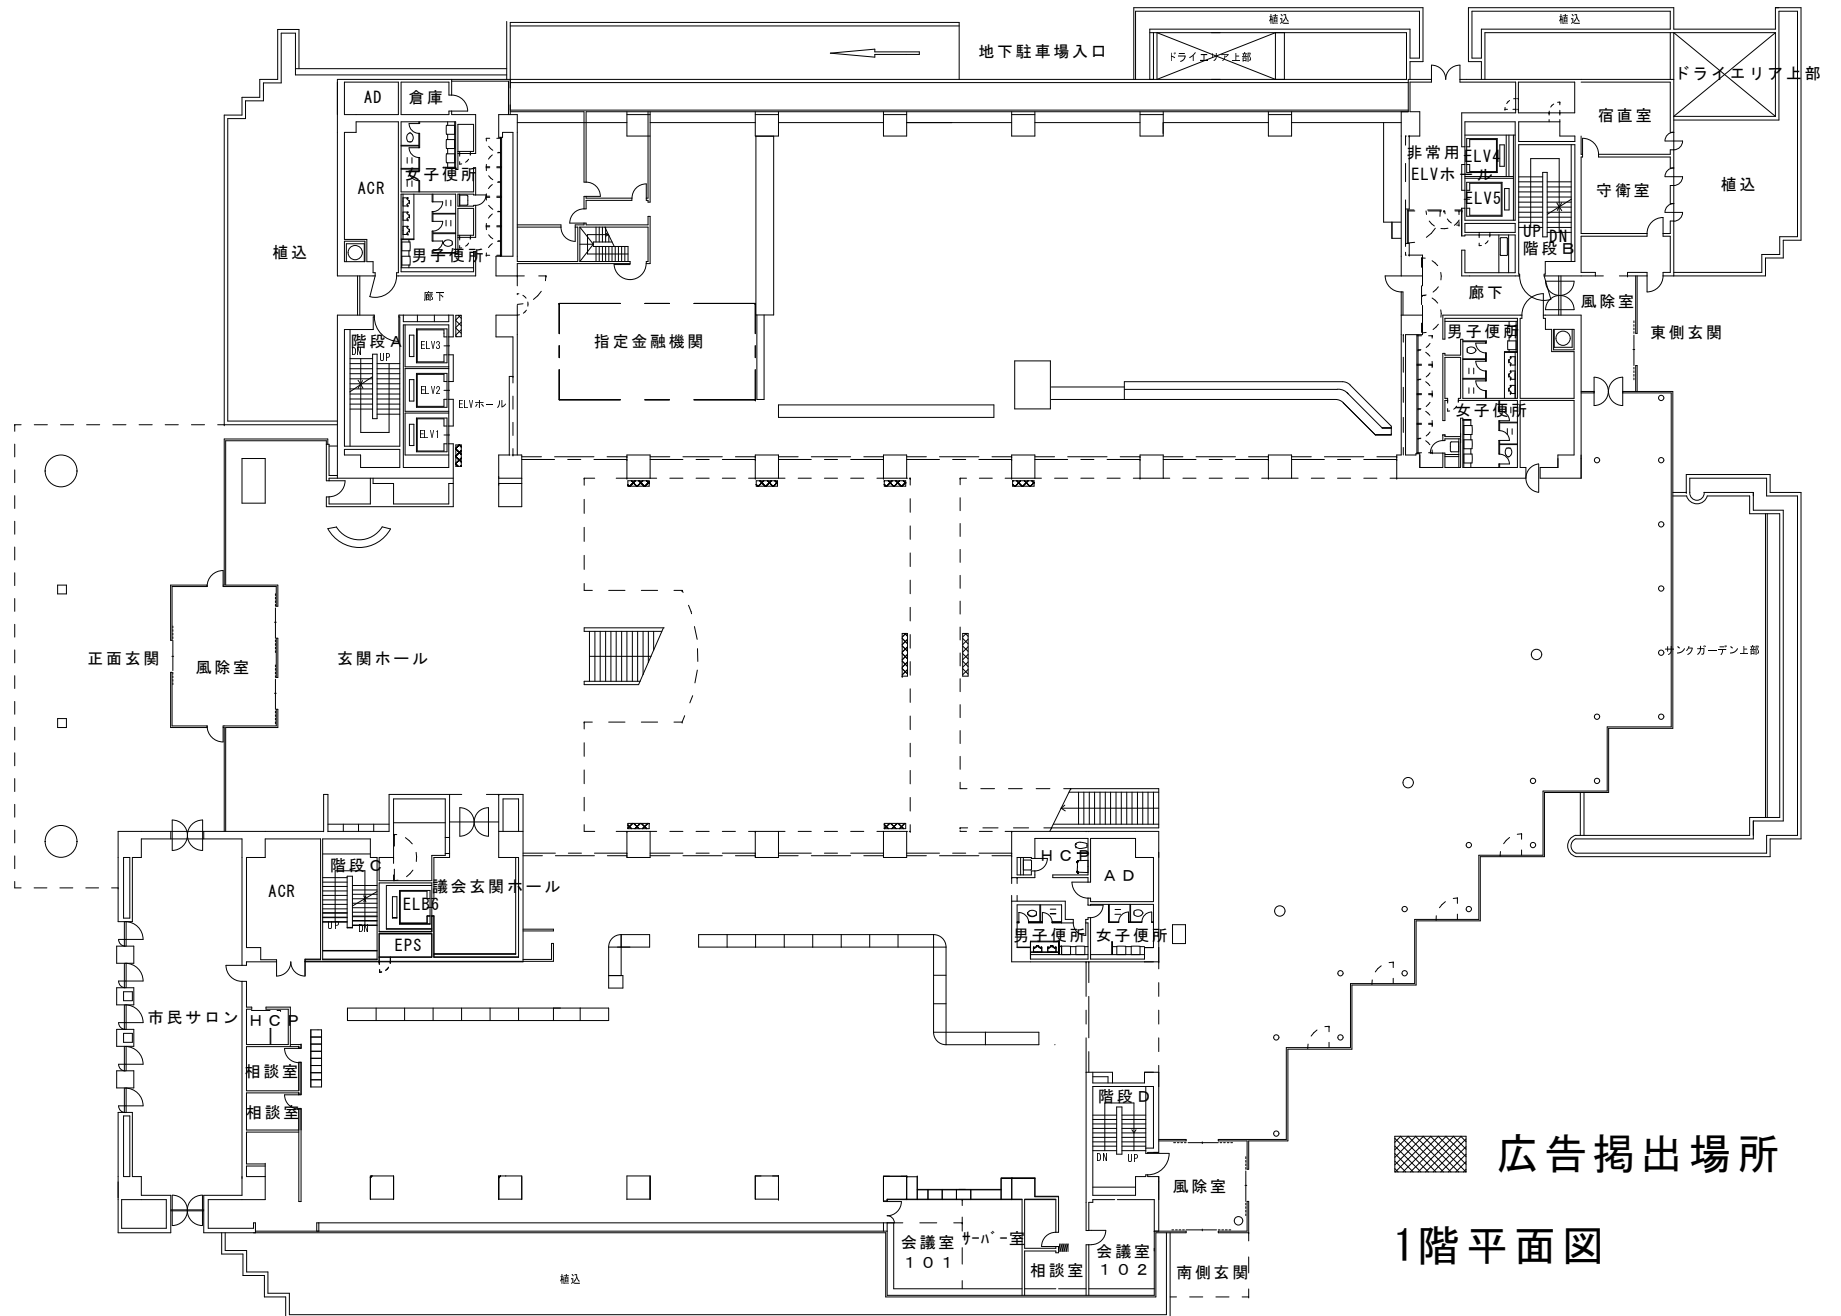 植込
植込
地下駐車場入口
ドライエリア上部
ドライエリア上部
AD
倉庫
宿直室
非常用
ELVホール
ELV4
ELV5
女子便所
ACR
守衛室
植込
植込
男子便所
UP
DN
階段B
廊下
廊下
風除室
階段A
DN
UP
ELV3
指定金融機関
男子便所
東側玄関
ELV2
ELVホール
女子便所
ELV1
正面玄関
風除室
玄関ホール
サンクガーデン上部
階段C
議会玄関ホール
HCP
AD
ACR
ELB6
UP
DN
EPS
男子便所
女子便所
市民サロン
HCP
相談室
相談室
階段D
DN
UP
風除室
広告掲出場所
会議室
101
サーバー室
相談室
会議室
102
南側玄関
1階平面図
植込